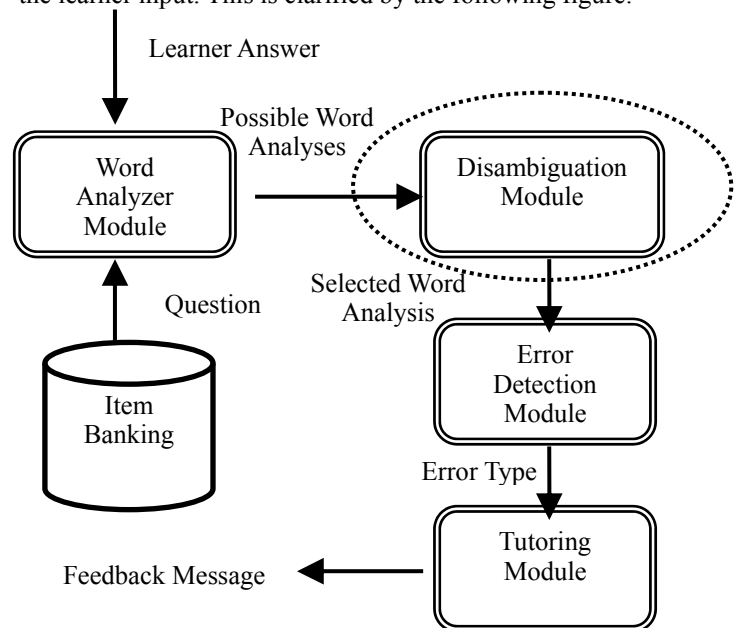 the learner input. This is clarified by the following figure.
Learner Answer
Possible Word
Analyses
Word
Analyzer
Module
Disambiguation
Module
Question
Selected Word
Analysis
Item
Banking
Error
Detection
Module
Error Type
Tutoring
Module
Feedback Message